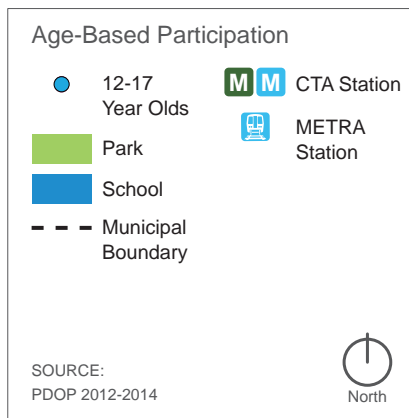 Age-Based Participation
12-17
Year Olds
Park
School
Municipal
Boundary
M M CTA Station
METRA
Station
SOURCE:
PDOP 2012-2014
North